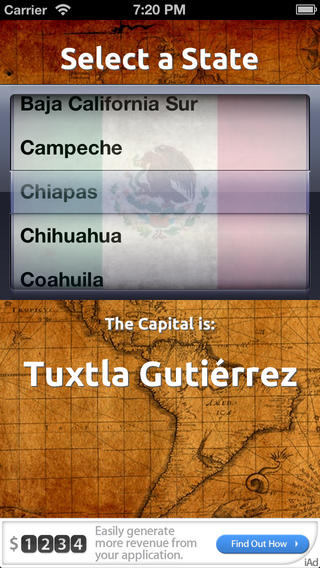 Carrier 7:20 PM
Select a State
Baja California Sur
Campeche
Chiapas
Chihuahua
Coahuila
The Capital is:
Tuxtla Gutiérrez
$1234
Easily generate
more revenue from
your application.
Find Out How
iAd